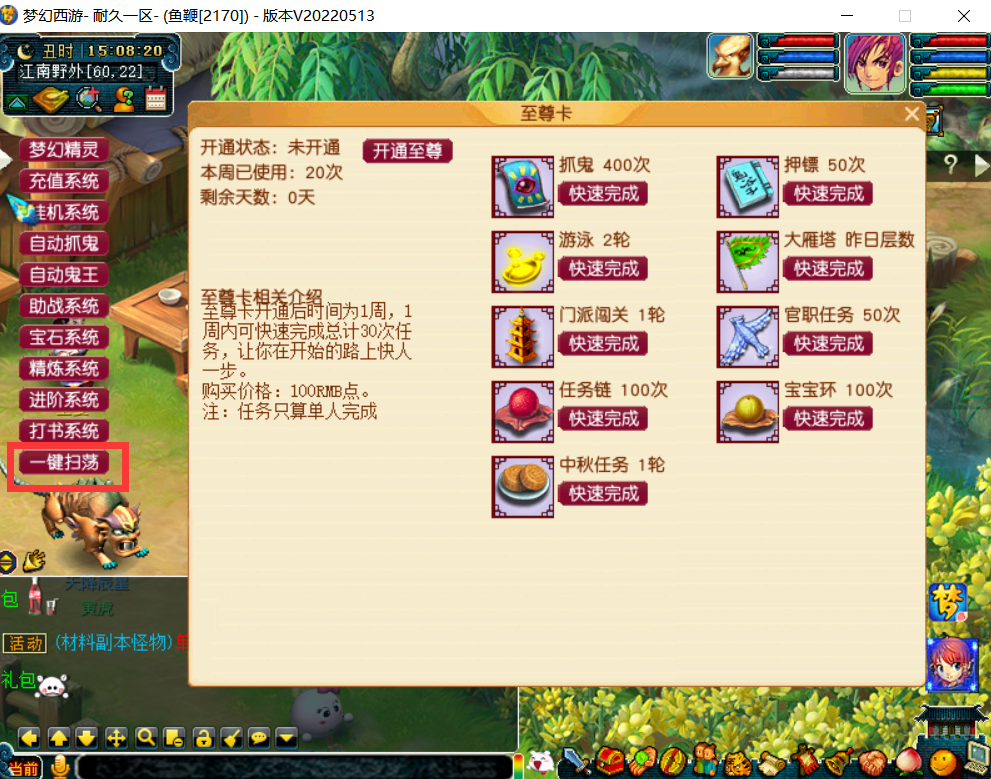 梦幻西游- 耐久一区- (鱼鞭[2170]) - 版本V20220513
丑时 15:08:20
江南野外[60,22]
梦幻精灵
充值系统
挂机系统
自动抓鬼
自动鬼王
助战系统
宝石系统
精炼系统
进阶系统
打书系统
一键扫荡
至尊卡
开通状态：未开通
开通至尊
本周已使用：20次
剩余天数：0天
至尊卡相关介绍
至尊卡开通后时间为1周，1
周内可快速完成总计30次任
务，让你在开始的路上快人
一步。
购买价格：100RMB点。
注：任务只算单人完成
抓鬼 400次
快速完成
押镖 50次
快速完成
游泳 2轮
快速完成
大雁塔 昨日层数
快速完成
门派闯关 1轮
快速完成
官职任务 50次
快速完成
任务链 100次
快速完成
宝宝环 100次
快速完成
中秋任务 1轮
快速完成
天降辰星
寅虎
包
活动 (材料副本怪物)
礼包
当前
梦